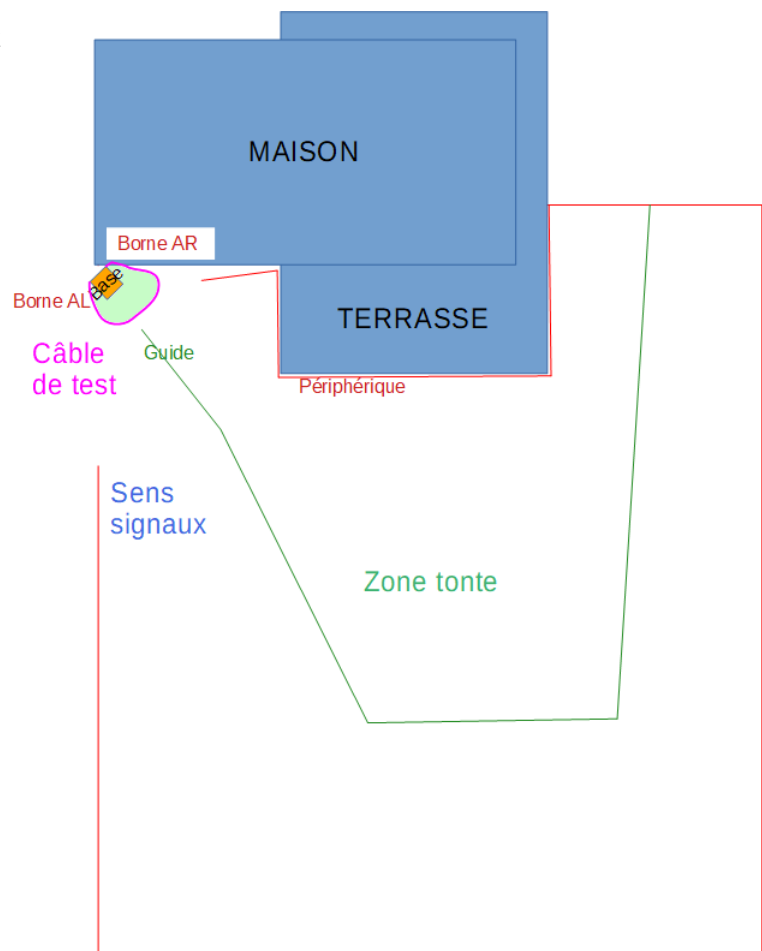 MAISON
Borne AR
Base
Borne AL
TERRASSE
Câble
de test
Guide
Périphérique
Sens
signaux
Zone tonte